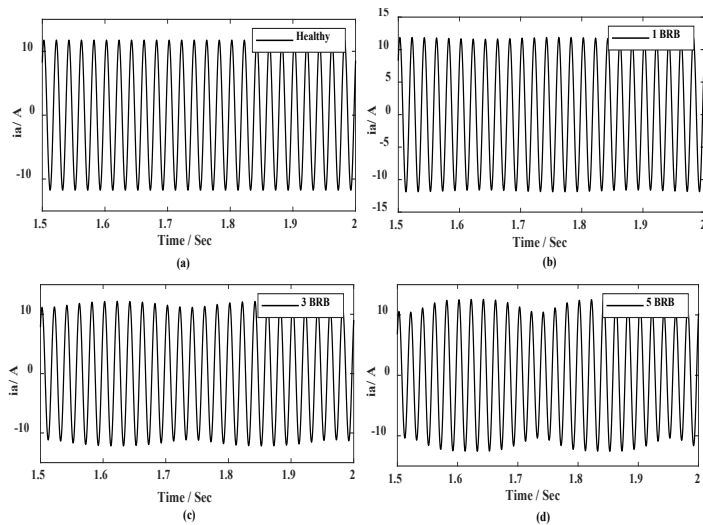 Healthy
10
0
-10
ia/ A
1.5 1.6 1.7 1.8 1.9 2
Time / Sec
(a)
1 BRB
15
10
5
0
-5
-10
-15
ia/ A
1.5 1.6 1.7 1.8 1.9 2
Time / Sec
(b)
3 BRB
10
0
-10
ia/ A
1.5 1.6 1.7 1.8 1.9 2
Time / Sec
(c)
5 BRB
10
0
-10
ia/ A
1.5 1.6 1.7 1.8 1.9 2
Time / Sec
(d)